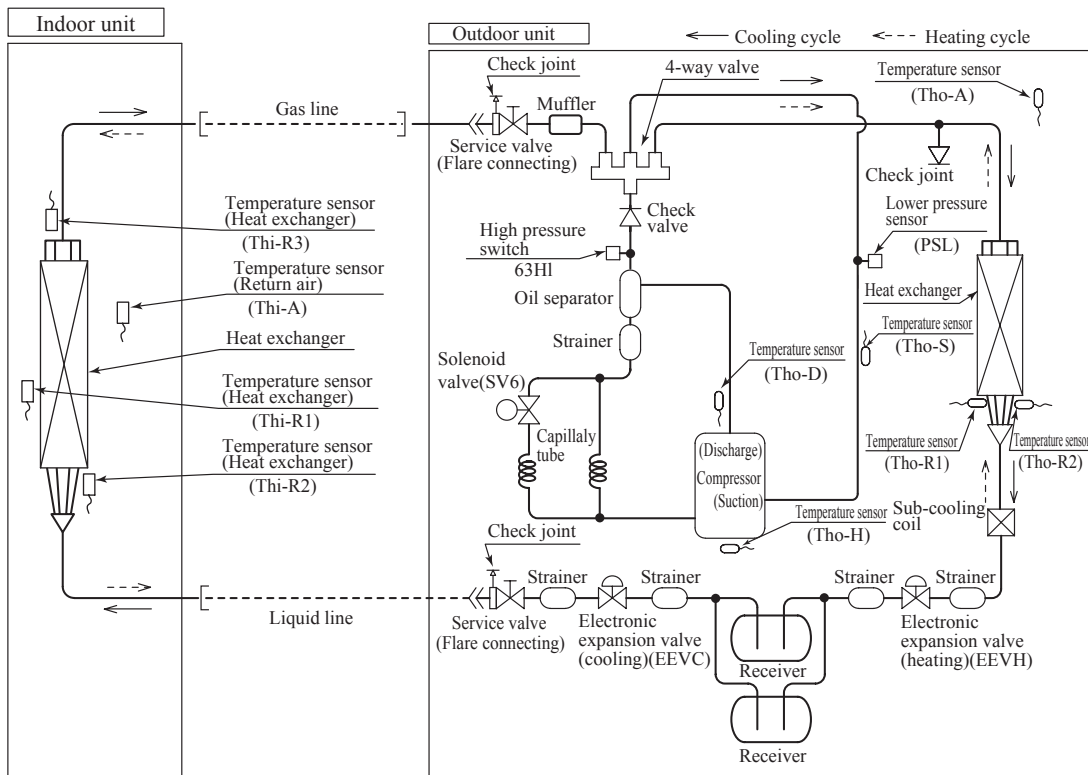 Indoor unit
Outdoor unit
Cooling cycle
Heating cycle
Check joint
4-way valve
Temperature sensor
(Tho-A)
Muffler
Gas line
Service valve
(Flare connecting)
Check joint
Temperature sensor
(Heat exchanger)
(Thi-R3)
Check
valve
Lower pressure
sensor
(PSL)
High pressure
switch
63Hl
Temperature sensor
(Return air)
(Thi-A)
Oil separator
Heat exchanger
Heat exchanger
Strainer
Temperature sensor
(Tho-S)
Temperature sensor
(Tho-D)
Solenoid
valve(SV6)
Temperature sensor
(Heat exchanger)
(Thi-R1)
Capillaly
tube
(Discharge)
Compressor
(Suction)
Temperature sensor
(Tho-R1)
Temperature sensor
(Tho-R2)
Temperature sensor
(Heat exchanger)
(Thi-R2)
Temperature sensor
(Tho-H)
Sub-cooling
coil
Check joint
Strainer
Strainer
Strainer
Strainer
Liquid line
Service valve
(Flare connecting)
Electronic
expansion valve
(cooling)(EEVC)
Receiver
Electronic
expansion valve
(heating)(EEVH)
Receiver